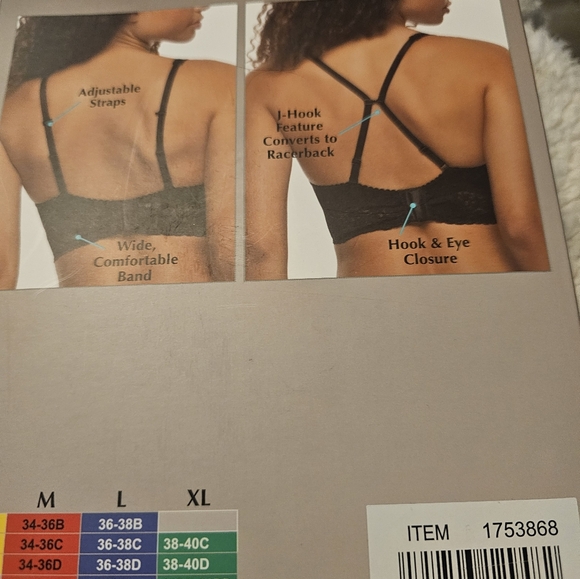 Adjustable
Straps
J-Hook
Feature
Converts to
Racerback
Wide,
Comfortable
Band
Hook & Eye
Closure
M L XL
34-36B 36-38B
34-36C 36-38C 38-40C
34-36D 36-38D 38-40D
ITEM 1753868